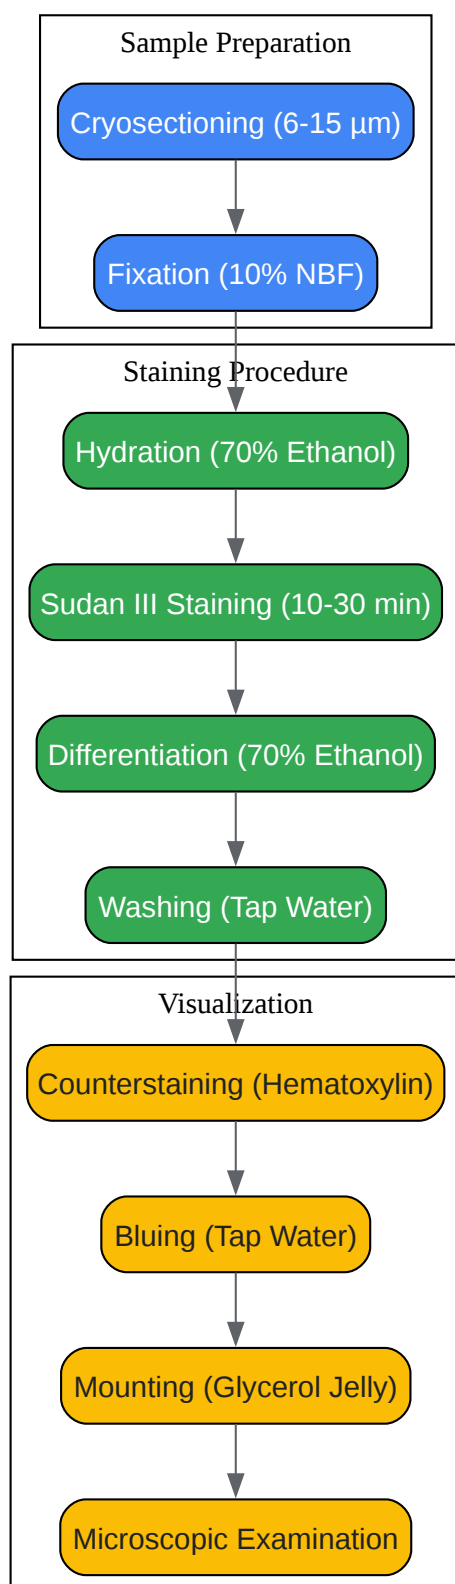 Sample Preparation
Cryosectioning (6-15 µm)
Fixation (10% NBF)
Staining Procedure
Hydration (70% Ethanol)
Sudan III Staining (10-30 min)
Differentiation (70% Ethanol)
Washing (Tap Water)
Visualization
Counterstaining (Hematoxylin)
Bluing (Tap Water)
Mounting (Glycerol Jelly)
Microscopic Examination